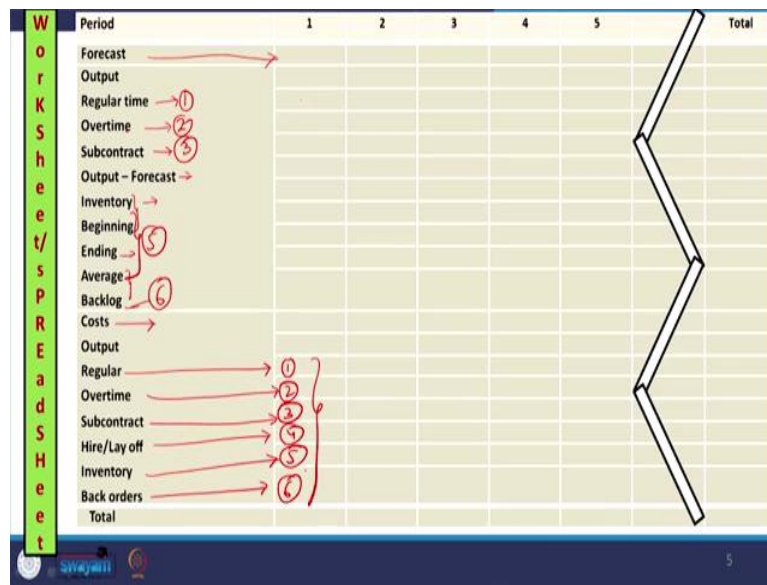 WorKSheet/sPREadSHeet
Period 1 2 3 4 5 Total
Forecast
Output
Regular time → 1
Overtime → 2
Subcontract → 3
Output – Forecast →
Inventory →
Beginning
Ending 5
Average
Backlog 6
Costs
Output
Regular 1
Overtime 2
Subcontract 3
Hire/Lay off 4
Inventory 5
Back orders 6
Total
swayam 5